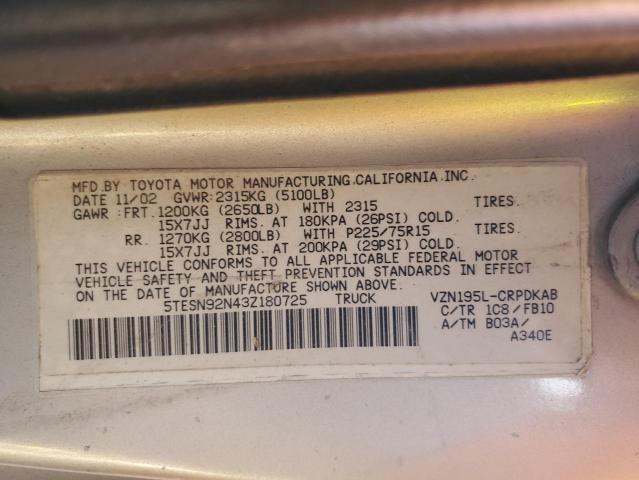 MFD.BY TOYOTA MOTOR MANUFACTURING.CALIFORNIA.INC.
DATE 11/02 GVWR:2315KG (5100LB)
GAWR :FRT.1200KG (2650LB) WITH 2315 TIRES.
15X7JJ RIMS. AT 180KPA (26PSI) COLD.
RR. 1270KG (2800LB) WITH P225/75R15 TIRES.
15X7JJ RIMS. AT 200KPA (29PSI) COLD.
THIS VEHICLE CONFORMS TO ALL APPLICABLE FEDERAL MOTOR
VEHICLE SAFETY AND THEFT PREVENTION STANDARDS IN EFFECT
ON THE DATE OF MANUFACTURE SHOWN ABOVE.
5TESN92N43Z180725 TRUCK VZN195L-CRPDKAB
C/TR 1C8 /FB10
A/TM B03A/
A340E